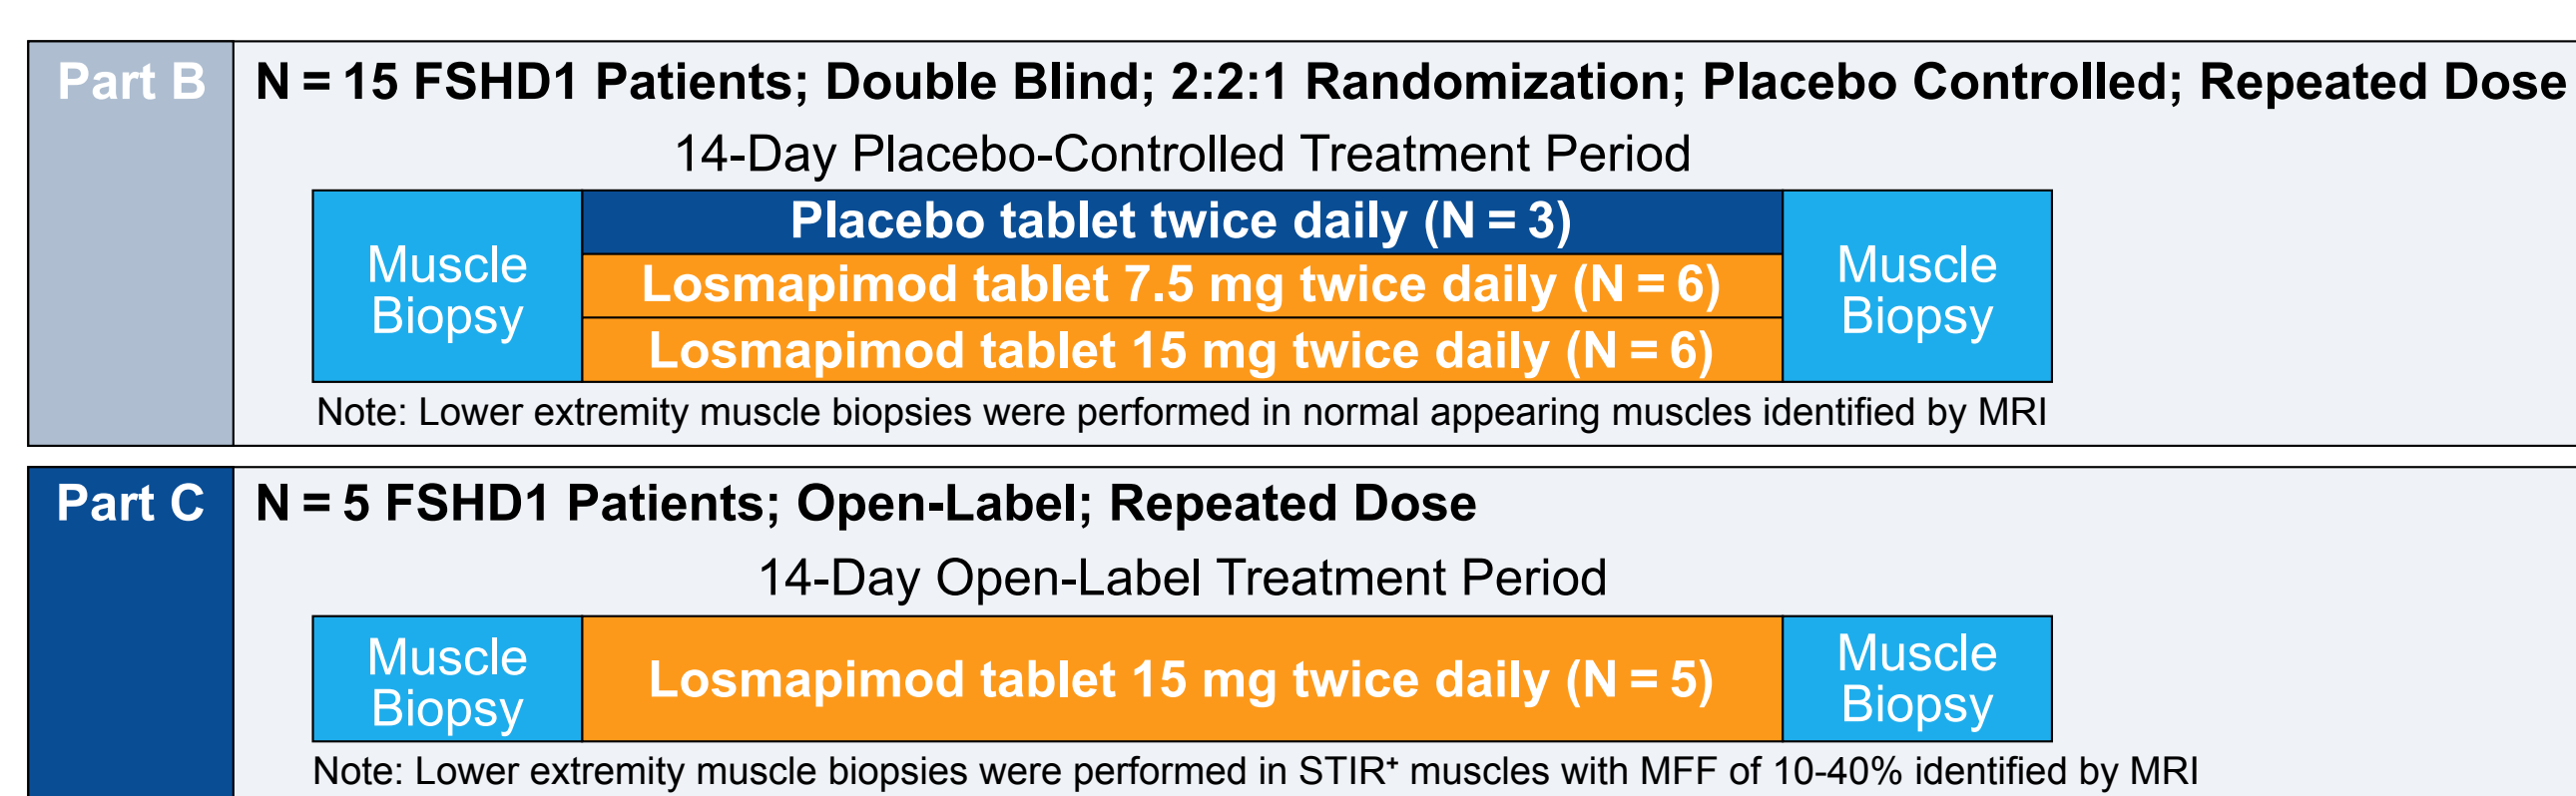 Part B
N = 15 FSHD1 Patients; Double Blind; 2:2:1 Randomization; Placebo Controlled; Repeated Dose
14-Day Placebo-Controlled Treatment Period
Muscle
Biopsy
Placebo tablet twice daily (N = 3)
Losmapimod tablet 7.5 mg twice daily (N = 6)
Losmapimod tablet 15 mg twice daily (N = 6)
Muscle
Biopsy
Note: Lower extremity muscle biopsies were performed in normal appearing muscles identified by MRI
Part C
N = 5 FSHD1 Patients; Open-Label; Repeated Dose
14-Day Open-Label Treatment Period
Muscle
Biopsy
Losmapimod tablet 15 mg twice daily (N = 5)
Muscle
Biopsy
Note: Lower extremity muscle biopsies were performed in STIR⁺ muscles with MFF of 10-40% identified by MRI